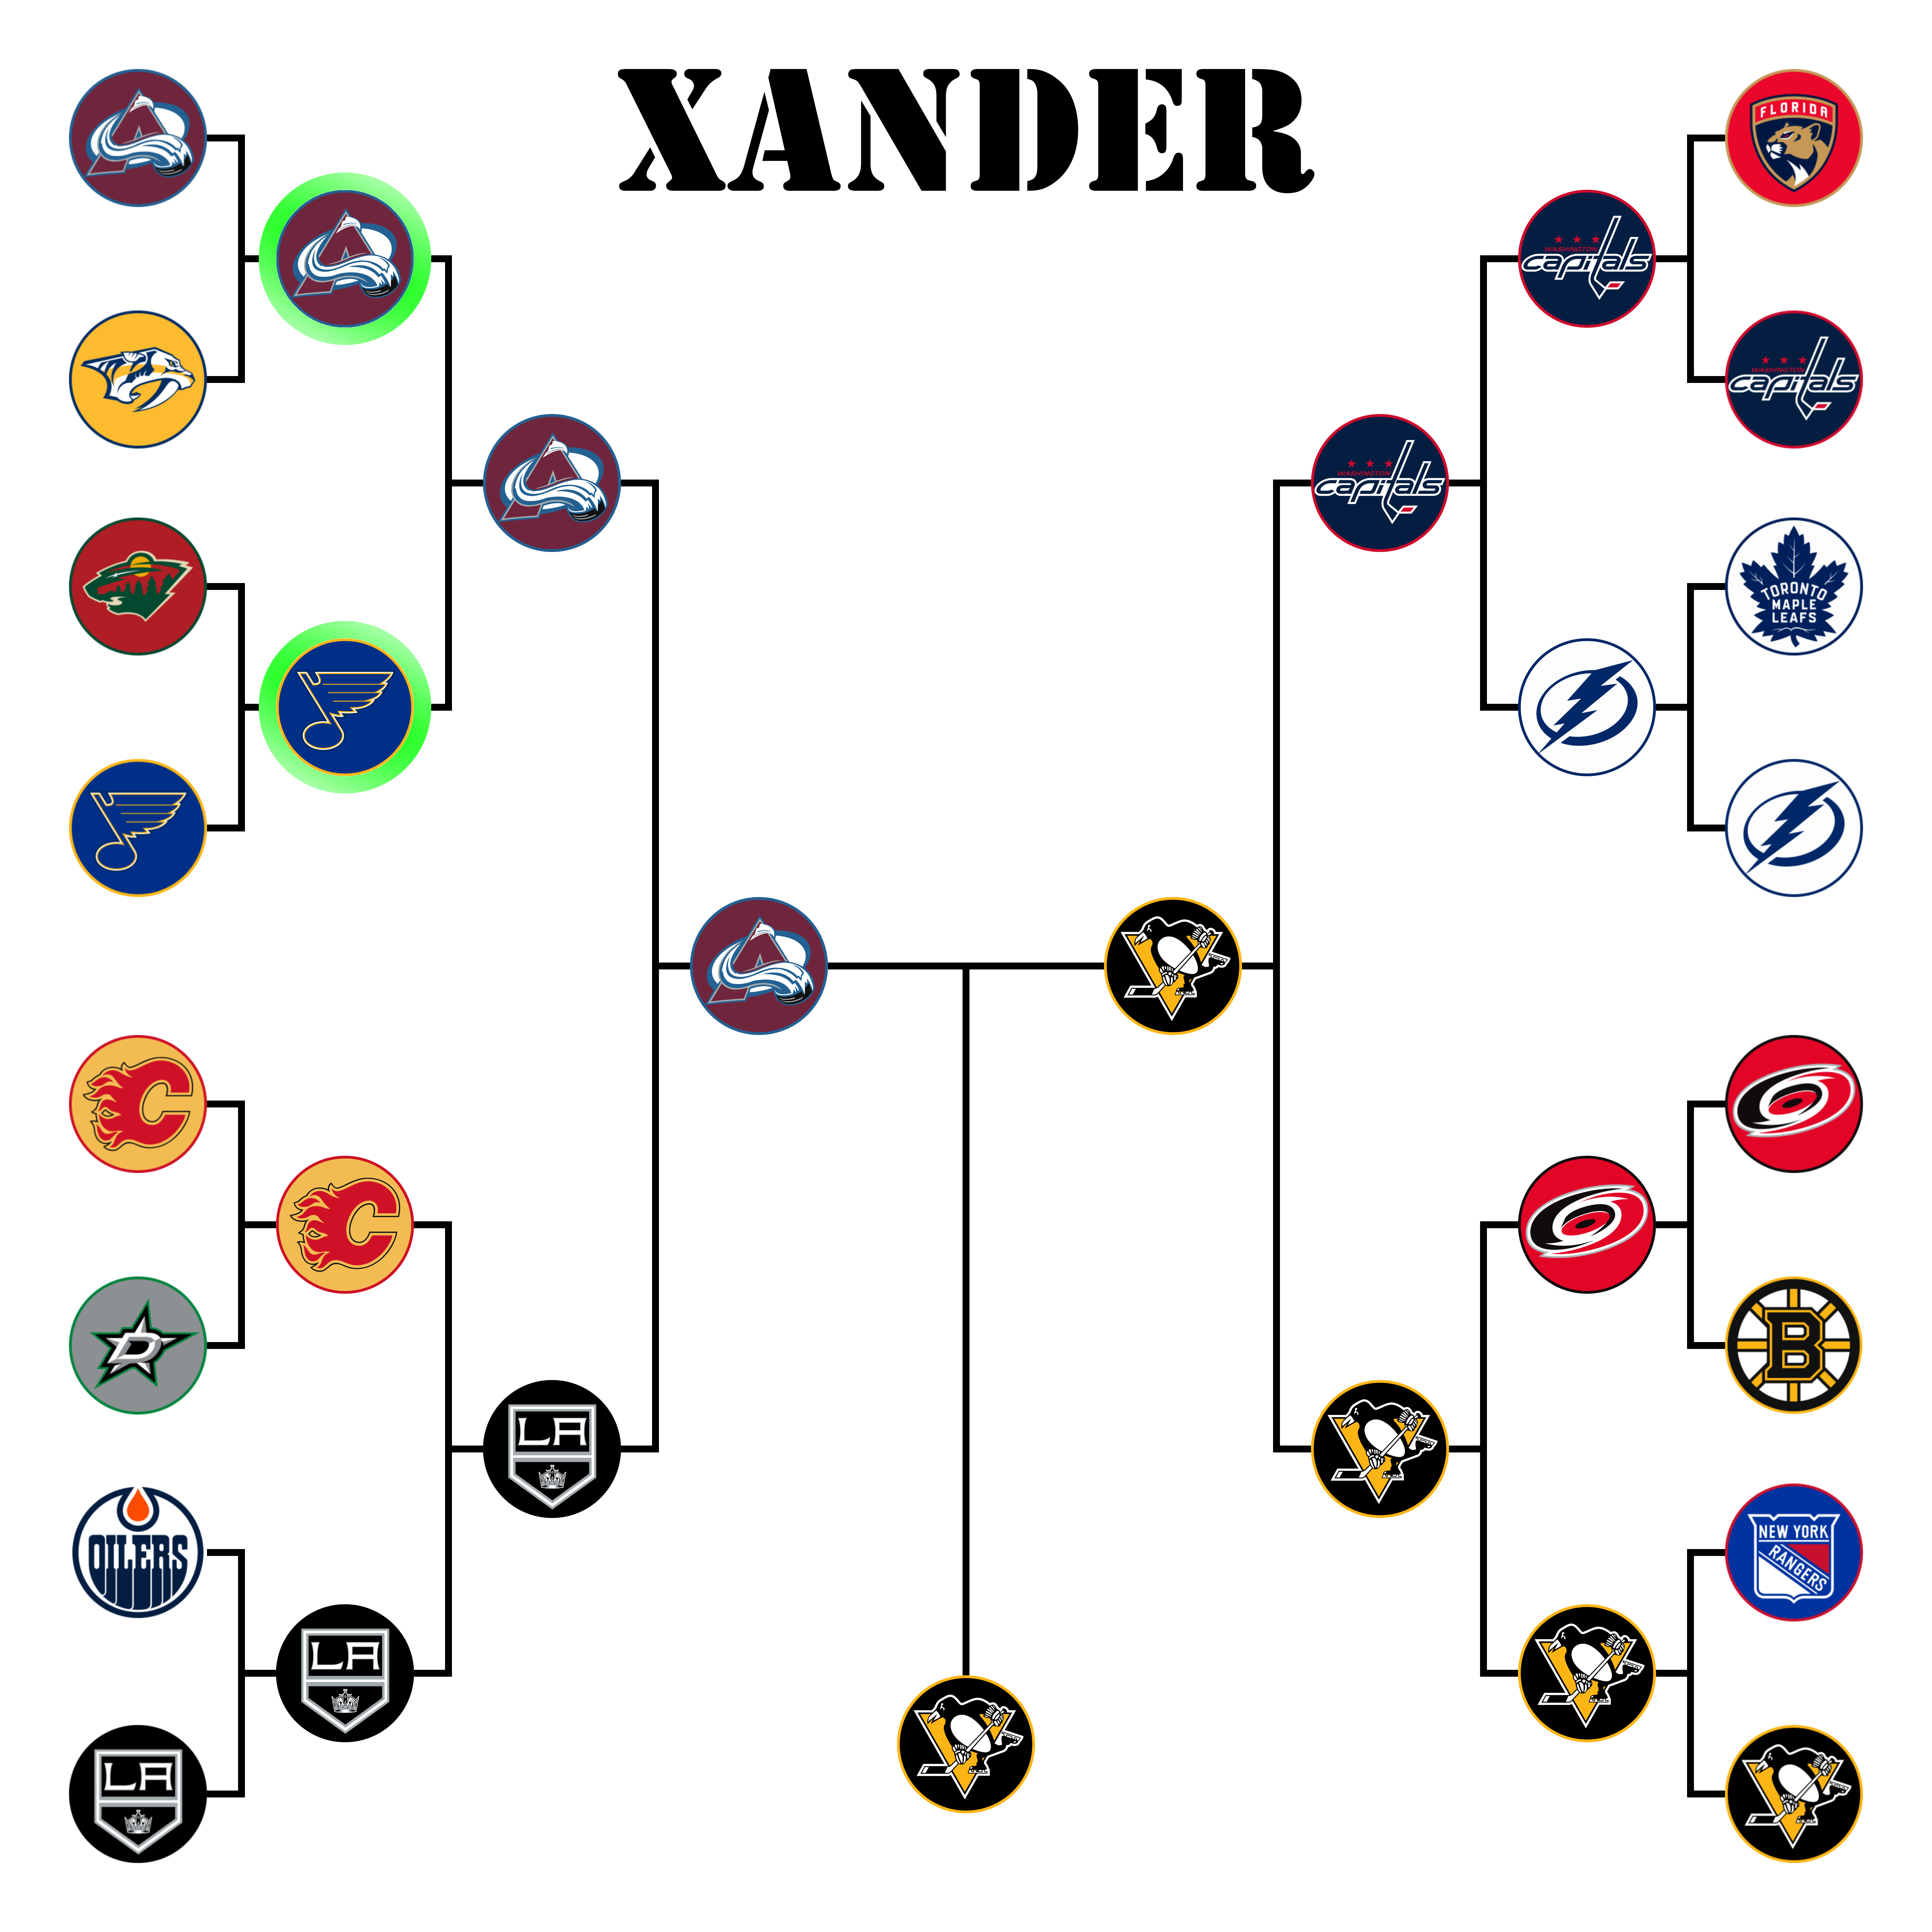 XANDER
FLORIDA
WASHINGTON
capitals
WASHINGTON
capitals
WASHINGTON
capitals
TORONTO
MAPLE
LEAFS
C
C
D
B
LA
OILERS
NEW YORK
RANGERS
LA
LA